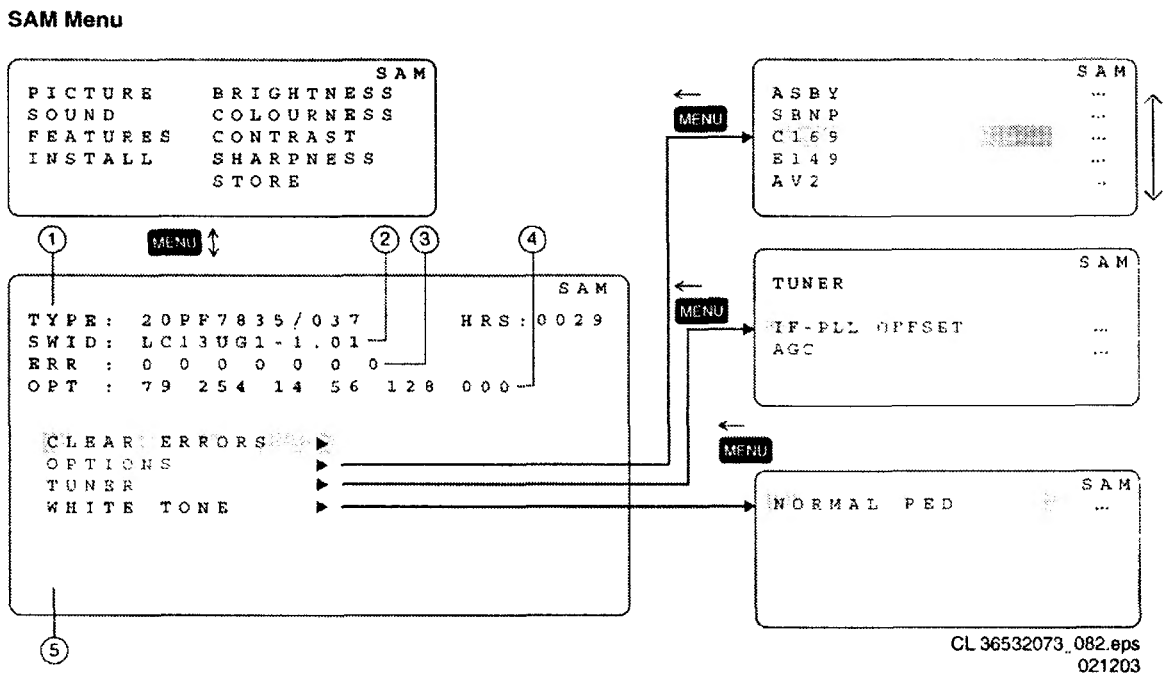 SAM Menu
SAM
PICTURE BRIGHTNESS
SOUND COLOURNESS
FEATURES CONTRAST
INSTALL SHARPNESS
STORE
1
MENU
2
3
4
SAM
TYPE: 20PF7835/037 HRS:0029
SWID: LC13UG1-1.01
ERR : 0 0 0 0 0 0 0
OPT : 79 254 14 56 128 000
CLEAR ERRORS
OPTIONS
TUNER
WHITE TONE
5
MENU
SAM
ASBY ...
SBNP ...
C169 ...
E149 ...
AV2 ...
MENU
SAM
TUNER
IF-PLL OFFSET ...
AGC ...
MENU
SAM
NORMAL PED ...
CL 36532073_082.eps
021203